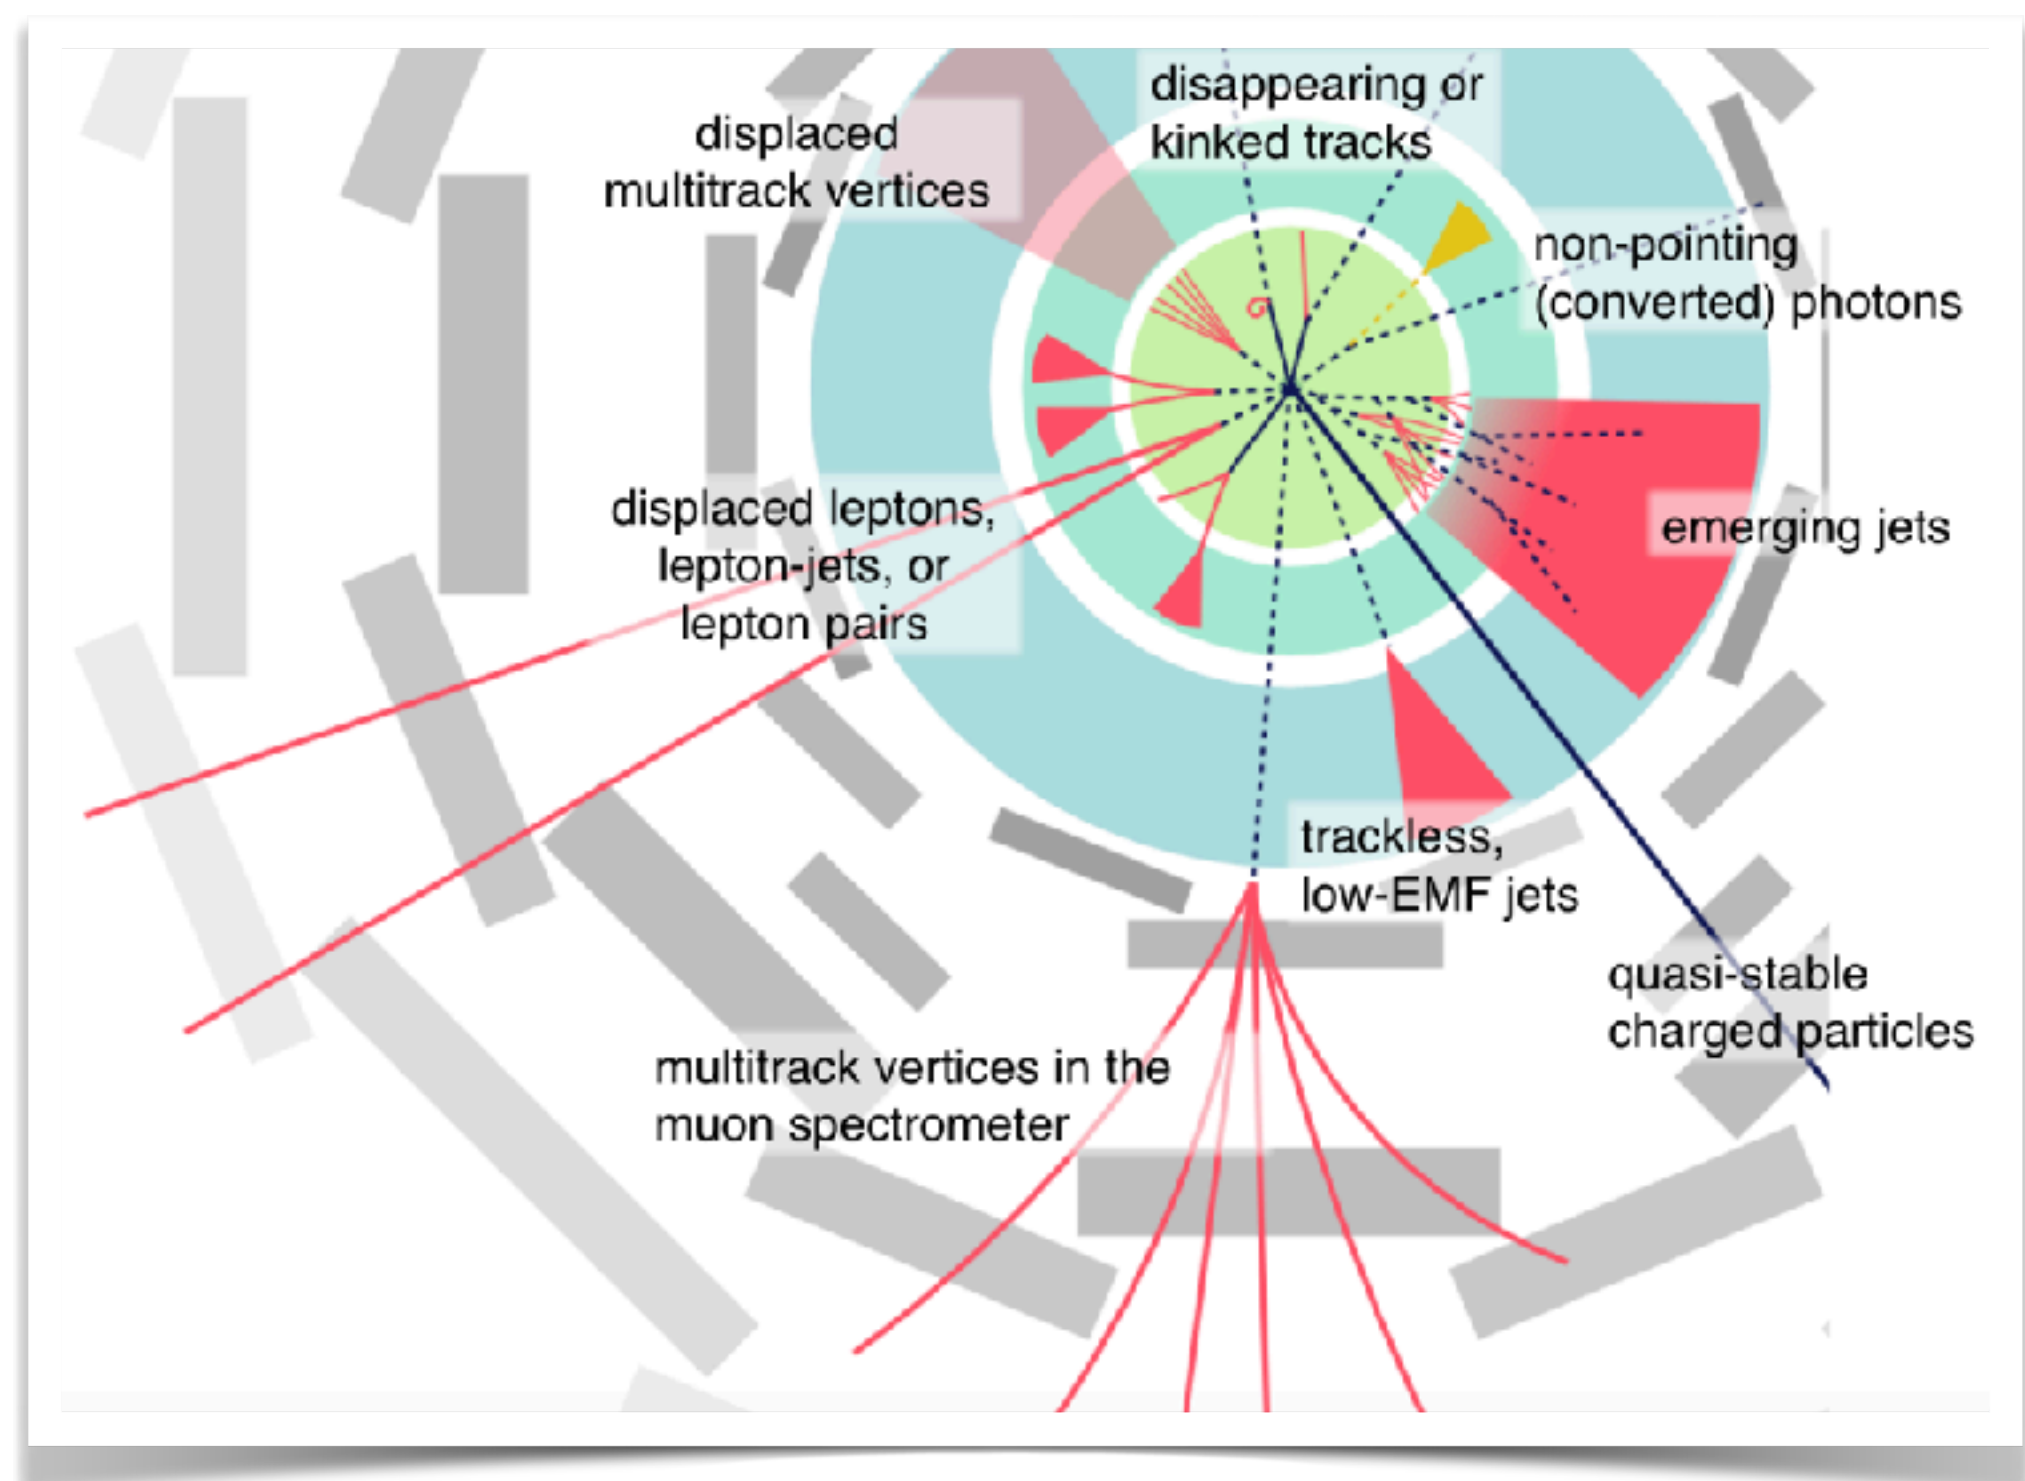 disappearing or
kinked tracks
displaced
multitrack vertices
non-pointing
(converted) photons
displaced leptons,
lepton-jets, or
lepton pairs
emerging jets
trackless,
low-EMF jets
quasi-stable
charged particles
multitrack vertices in the
muon spectrometer